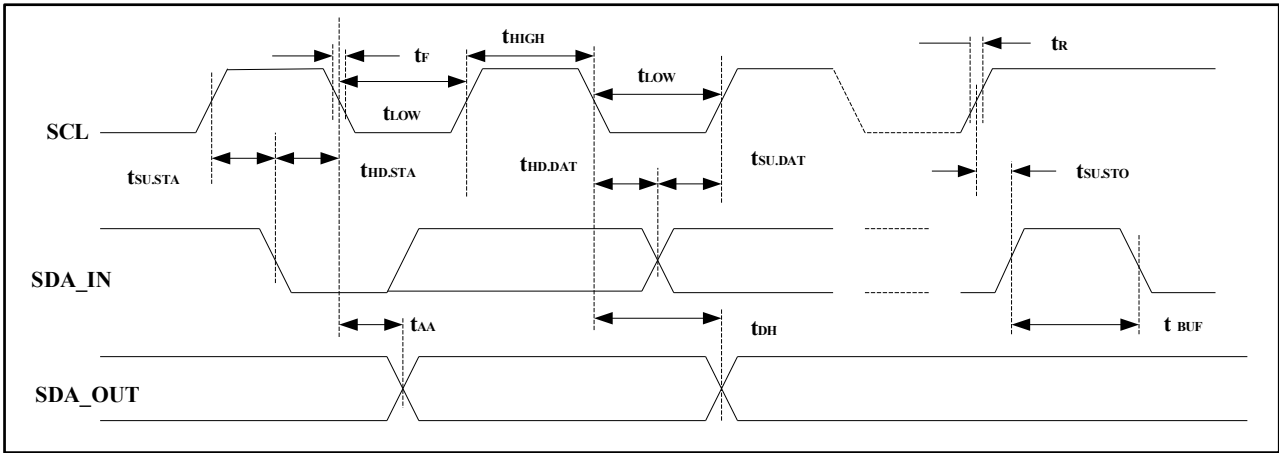 tF
tHIGH
tR
tLOW
tLOW
SCL
tSU.STA
tHD.STA
tHD.DAT
tSU.DAT
tSU.STO
SDA_IN
tAA
tDH
t BUF
SDA_OUT